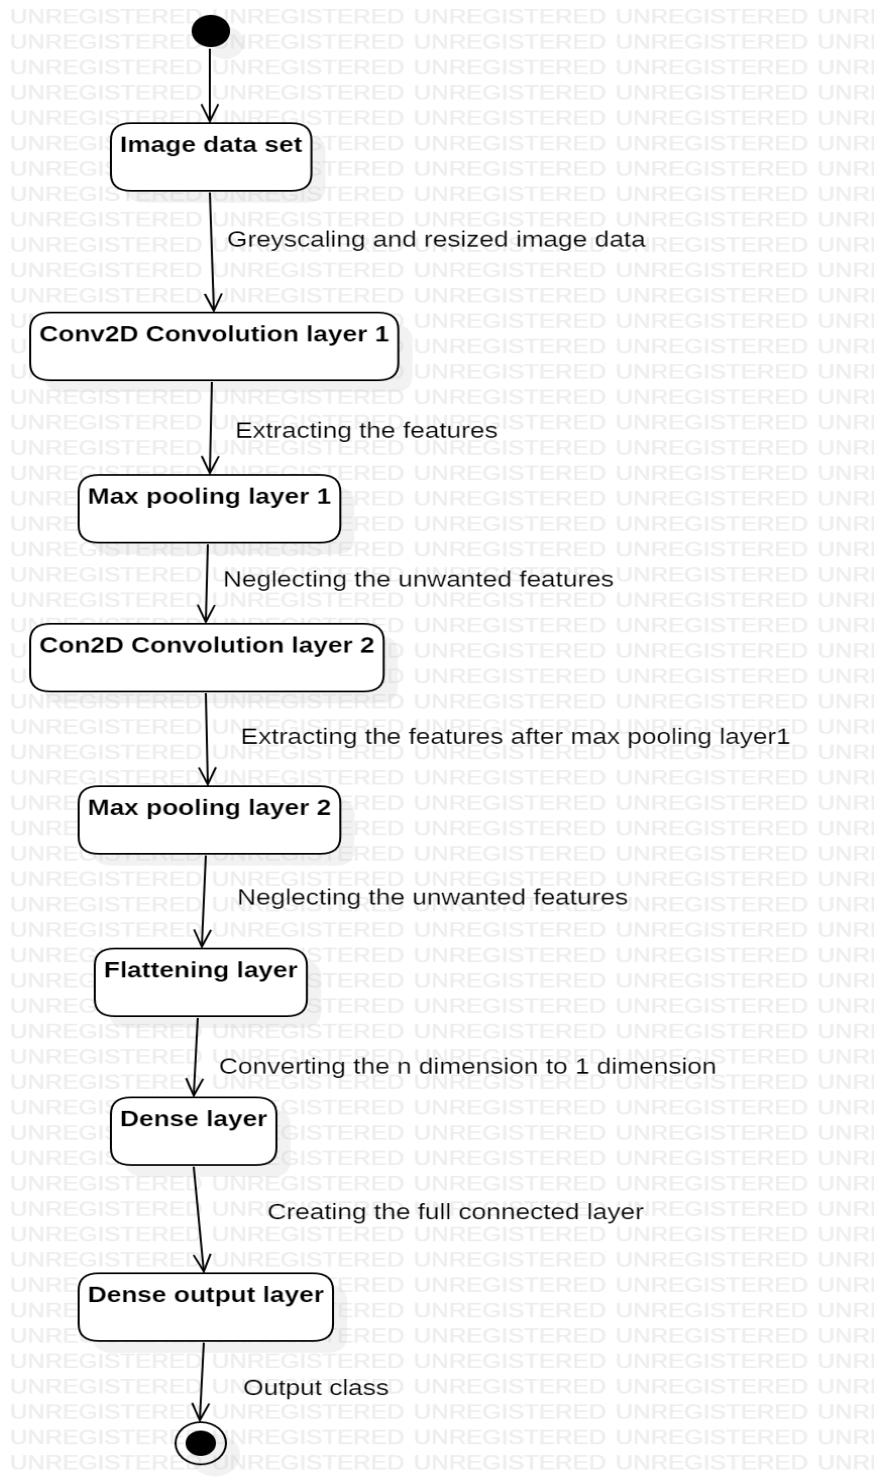 Image data set
Greyscaling and resized image data
Conv2D Convolution layer 1
Extracting the features
Max pooling layer 1
Neglecting the unwanted features
Con2D Convolution layer 2
Extracting the features after max pooling layer1
Max pooling layer 2
Neglecting the unwanted features
Flattening layer
Converting the n dimension to 1 dimension
Dense layer
Creating the full connected layer
Dense output layer
Output class